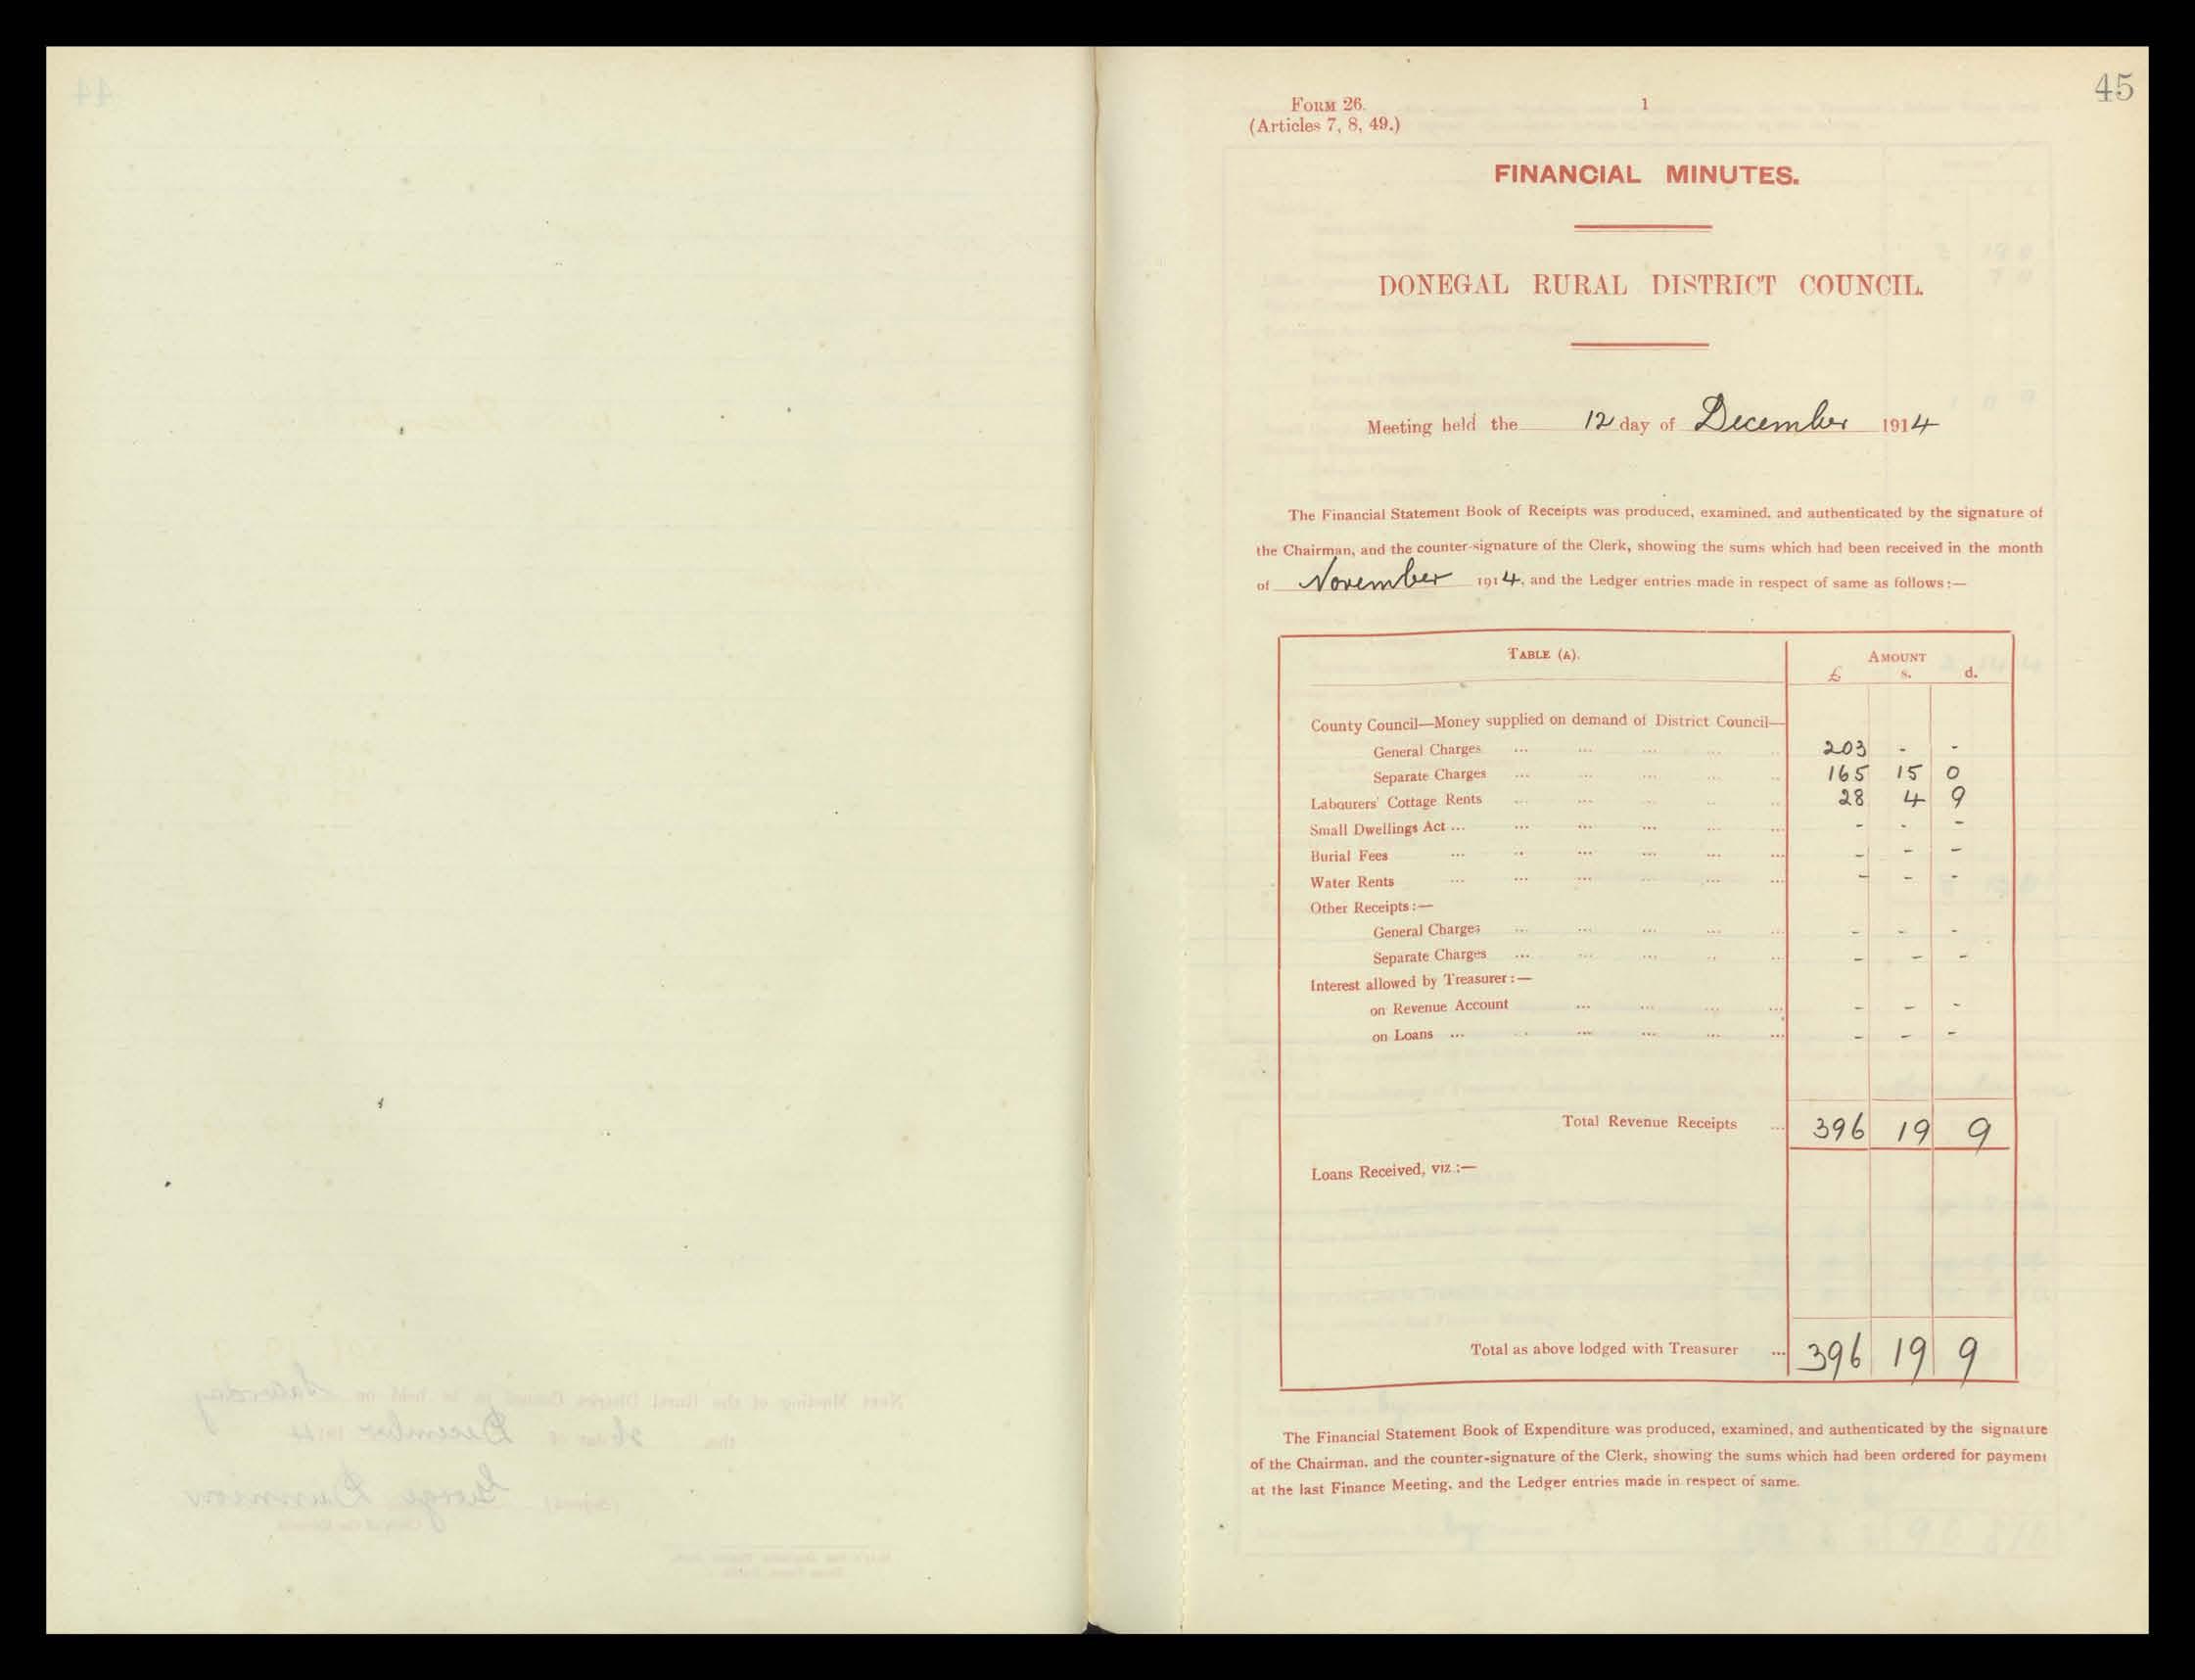 45
FORM 26.
1
(Articles 7, 8, 49.)
FINANCIAL MINUTES.
DONEGAL RURAL DISTRICT COUNCIL.
Meeting held the 12 day of December 1914
The Financial Statement Book of Receipts was produced, examined, and authenticated by the signature of
the Chairman, and the counter-signature of the Clerk, showing the sums which had been received in the month
of November 1914, and the Ledger entries made in respect of same as follows:—
TABLE (A). AMOUNT
£ s. d.
County Council—Money supplied on demand of District Council—
General Charges ... ... ... ... ... 203 - -
Separate Charges ... ... ... ... ... 165 15 0
Labourers' Cottage Rents ... ... ... ... ... 28 4 9
Small Dwellings Act ... ... ... ... ... ... - - -
Burial Fees ... ... ... ... ... ... - - -
Water Rents ... ... ... ... ... ... - - -
Other Receipts:—
General Charges ... ... ... ... ... - - -
Separate Charges ... ... ... ... ... - - -
Interest allowed by Treasurer:—
on Revenue Account ... ... ... ... - - -
on Loans ... ... ... ... ... ... - - -
Total Revenue Receipts ... 396 19 9
Loans Received, viz.:—
Total as above lodged with Treasurer ... 396 19 9
The Financial Statement Book of Expenditure was produced, examined, and authenticated by the signature
of the Chairman, and the counter-signature of the Clerk, showing the sums which had been ordered for payment
at the last Finance Meeting, and the Ledger entries made in respect of same.